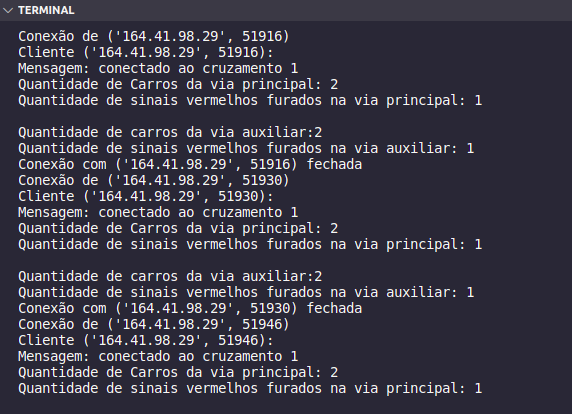 TERMINAL
Conexão de ('164.41.98.29', 51916)
Cliente ('164.41.98.29', 51916):
Mensagem: conectado ao cruzamento 1
Quantidade de Carros da via principal: 2
Quantidade de sinais vermelhos furados na via principal: 1
Quantidade de carros da via auxiliar:2
Quantidade de sinais vermelhos furados na via auxiliar: 1
Conexão com ('164.41.98.29', 51916) fechada
Conexão de ('164.41.98.29', 51930)
Cliente ('164.41.98.29', 51930):
Mensagem: conectado ao cruzamento 1
Quantidade de Carros da via principal: 2
Quantidade de sinais vermelhos furados na via principal: 1
Quantidade de carros da via auxiliar:2
Quantidade de sinais vermelhos furados na via auxiliar: 1
Conexão com ('164.41.98.29', 51930) fechada
Conexão de ('164.41.98.29', 51946)
Cliente ('164.41.98.29', 51946):
Mensagem: conectado ao cruzamento 1
Quantidade de Carros da via principal: 2
Quantidade de sinais vermelhos furados na via principal: 1